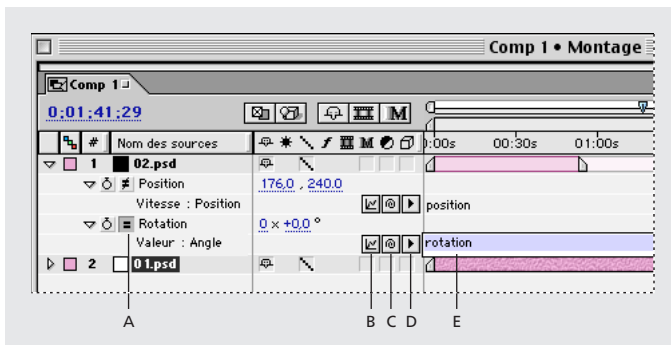 Comp 1 • Montage
Comp 1
0:01:41:29
M
# Nom des sources M :00s 00:30s 01:00s
1 02.psd
Position 176,0 , 240,0
Vitesse : Position position
Rotation 0 x +0,0 °
Valeur : Angle rotation
2 01.psd
A B C D E